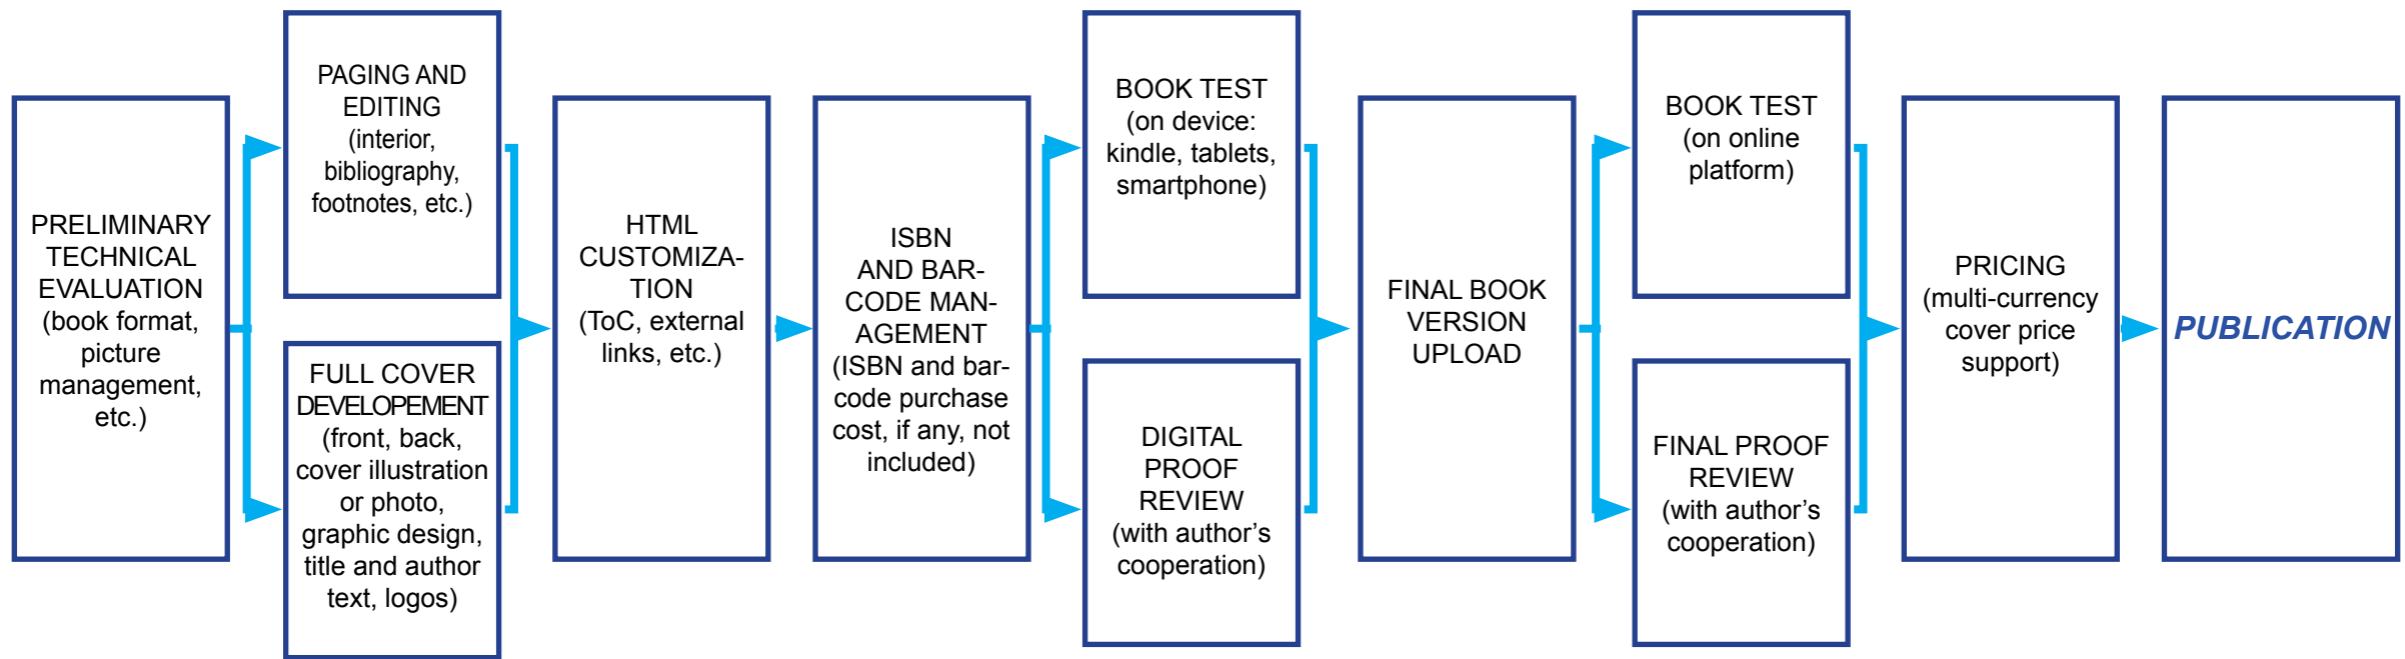 PRELIMINARY
TECHNICAL
EVALUATION
(book format,
picture
management,
etc.)
PAGING AND
EDITING
(interior,
bibliography,
footnotes, etc.)
FULL COVER
DEVELOPEMENT
(front, back,
cover illustration
or photo,
graphic design,
title and author
text, logos)
HTML
CUSTOMIZA-
TION
(ToC, external
links, etc.)
ISBN
AND BAR-
CODE MAN-
AGEMENT
(ISBN and bar-
code purchase
cost, if any, not
included)
BOOK TEST
(on device:
kindle, tablets,
smartphone)
DIGITAL
PROOF
REVIEW
(with author’s
cooperation)
FINAL BOOK
VERSION
UPLOAD
BOOK TEST
(on online
platform)
FINAL PROOF
REVIEW
(with author’s
cooperation)
PRICING
(multi-currency
cover price
support)
PUBLICATION